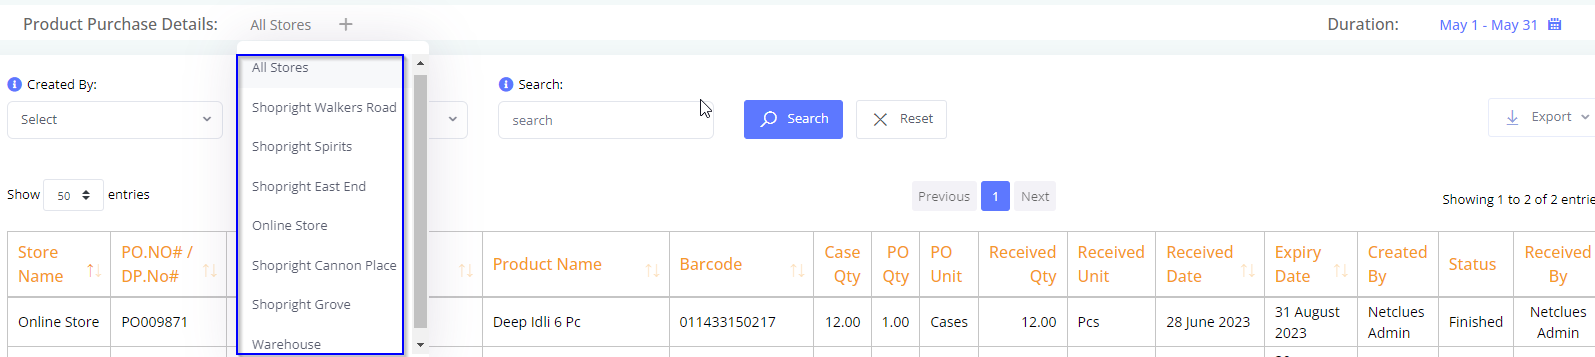 Product Purchase Details: All Stores + Duration: May 1 - May 31
All Stores
Shopright Walkers Road
Shopright Spirits
Shopright East End
Online Store
Shopright Cannon Place
Shopright Grove
Warehouse
Created By: Search:
Select search Search Reset Export
Show 50 entries Previous 1 Next Showing 1 to 2 of 2 entrie
Store Name
PO.NO# / DP.No#
Product Name
Barcode
Case Qty
PO Qty
PO Unit
Received Qty
Received Unit
Received Date
Expiry Date
Created By
Status
Received By
Online Store PO009871 Deep Idli 6 Pc 011433150217 12.00 1.00 Cases 12.00 Pcs 28 June 2023 31 August 2023 Netclues Admin Finished Netclues Admin